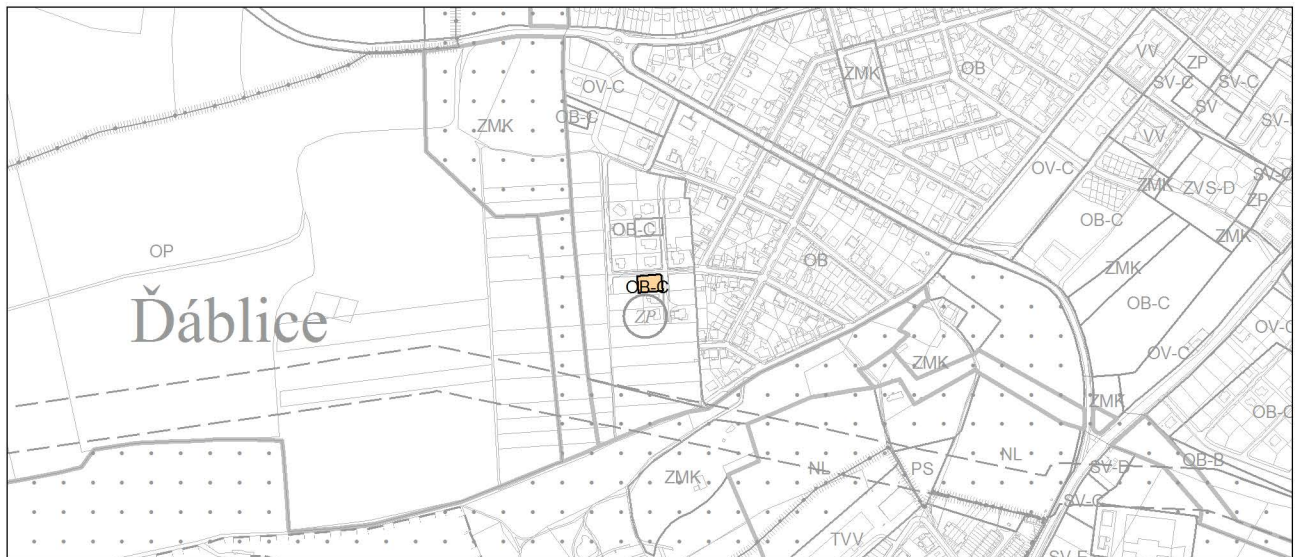 VV
ZP
SV-C
SV-C
ZMK
OB
SV
OV-C
OB-C
ZMK
VV
OV-C
ZMK
ZVS-D
ZP
OB-C
OB-C
ZMK
OP
OB
ZMK
OB-C
OB-C
Ďáblice
ZP
OV-C
ZMK
ZMK
OB-C
NL
ZMK
NL
PS
SV-B
OB-B
SV-C
TVV